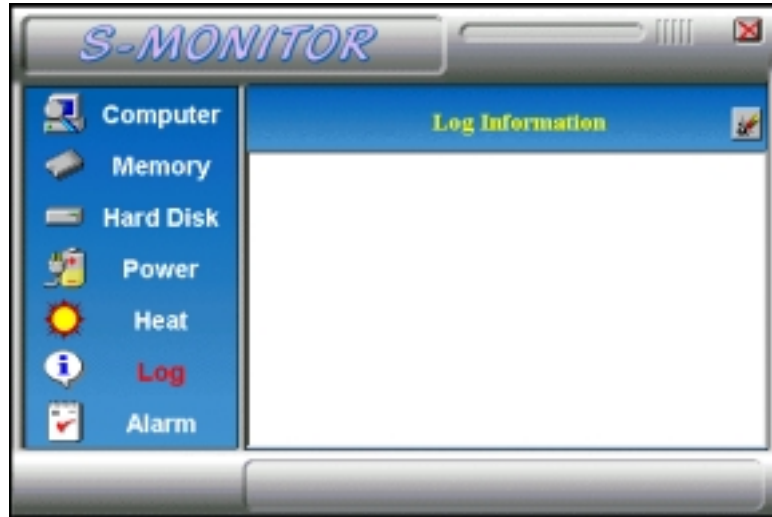 S-MONITOR
Computer
Memory
Hard Disk
Power
Heat
Log
Alarm
Log Information